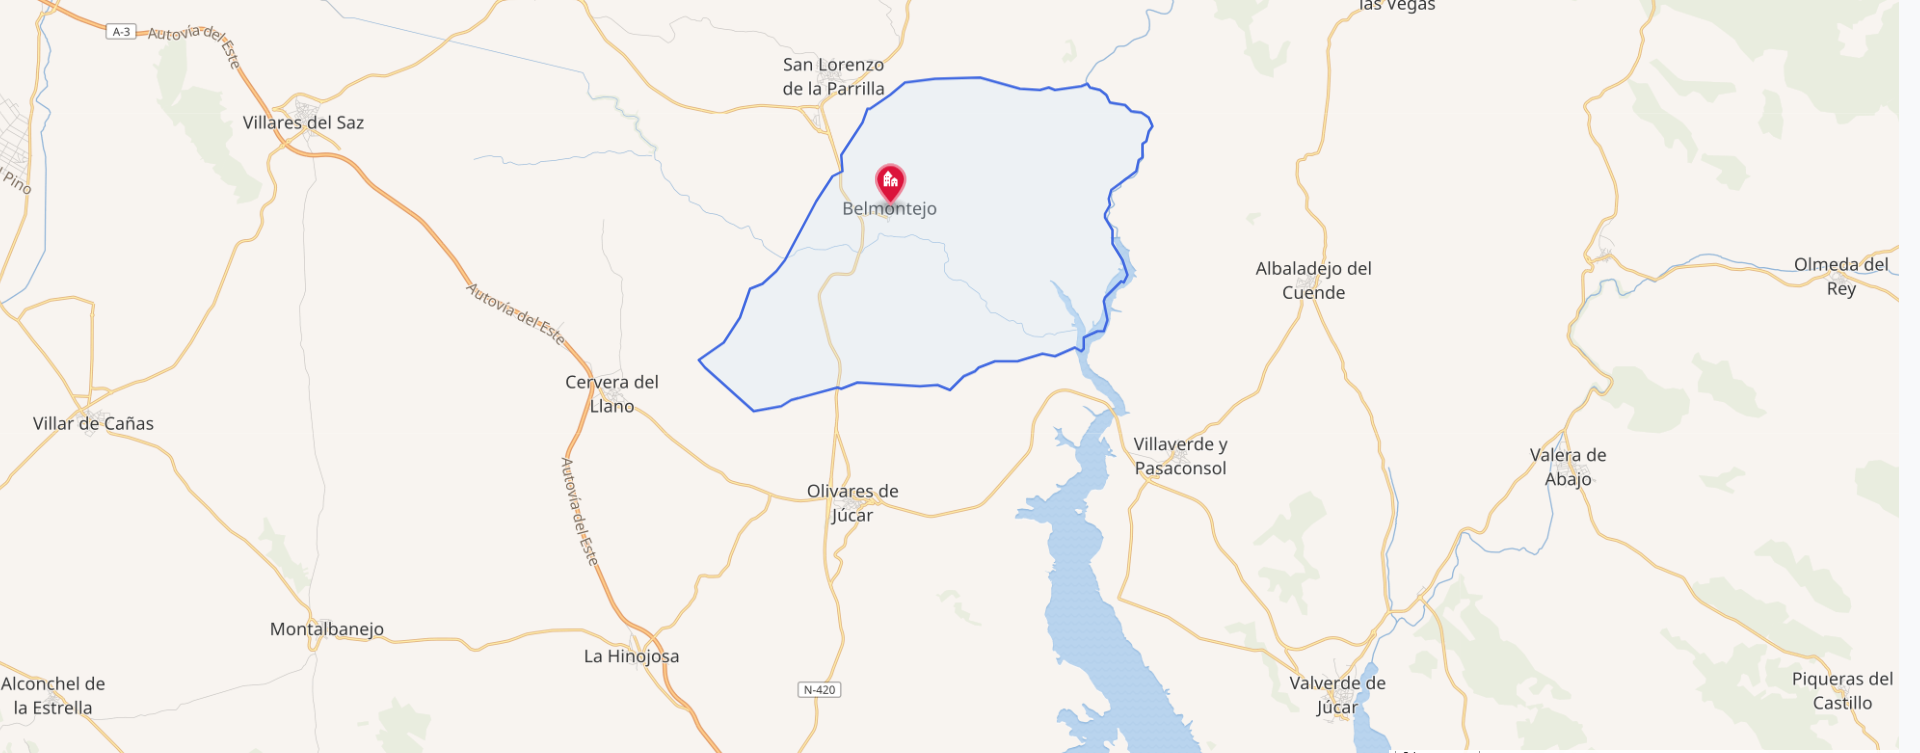 las Vegas
A-3
Autovía del Este
San Lorenzo
de la Parrilla
Villares del Saz
Pino
Belmontejo
Albaladejo del
Cuende
Olmeda del
Rey
Autovía del Este
Cervera del
Llano
Villar de Cañas
Villaverde y
Pasaconsol
Valera de
Abajo
Olivares de
Júcar
Autovía del Este
Montalbanejo
La Hinojosa
N-420
Alconchel de
la Estrella
Valverde de
Júcar
Piqueras del
Castillo